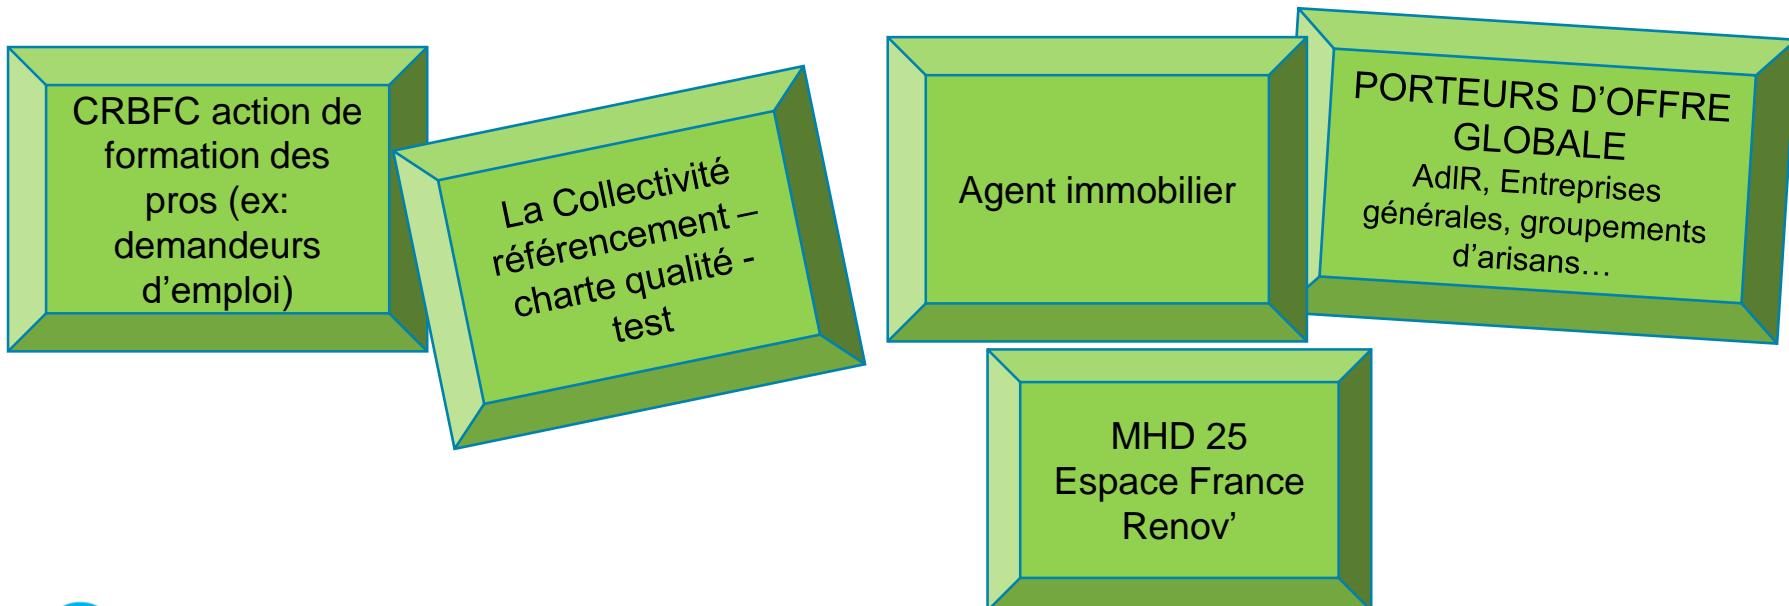 CRBFC action de
formation des
pros (ex:
demandeurs
d’emploi)
La Collectivité
référencement –
charte qualité -
test
Agent immobilier
PORTEURS D’OFFRE
GLOBALE
AdIR, Entreprises
générales, groupements
d’arisans…
MHD 25
Espace France
Renov’